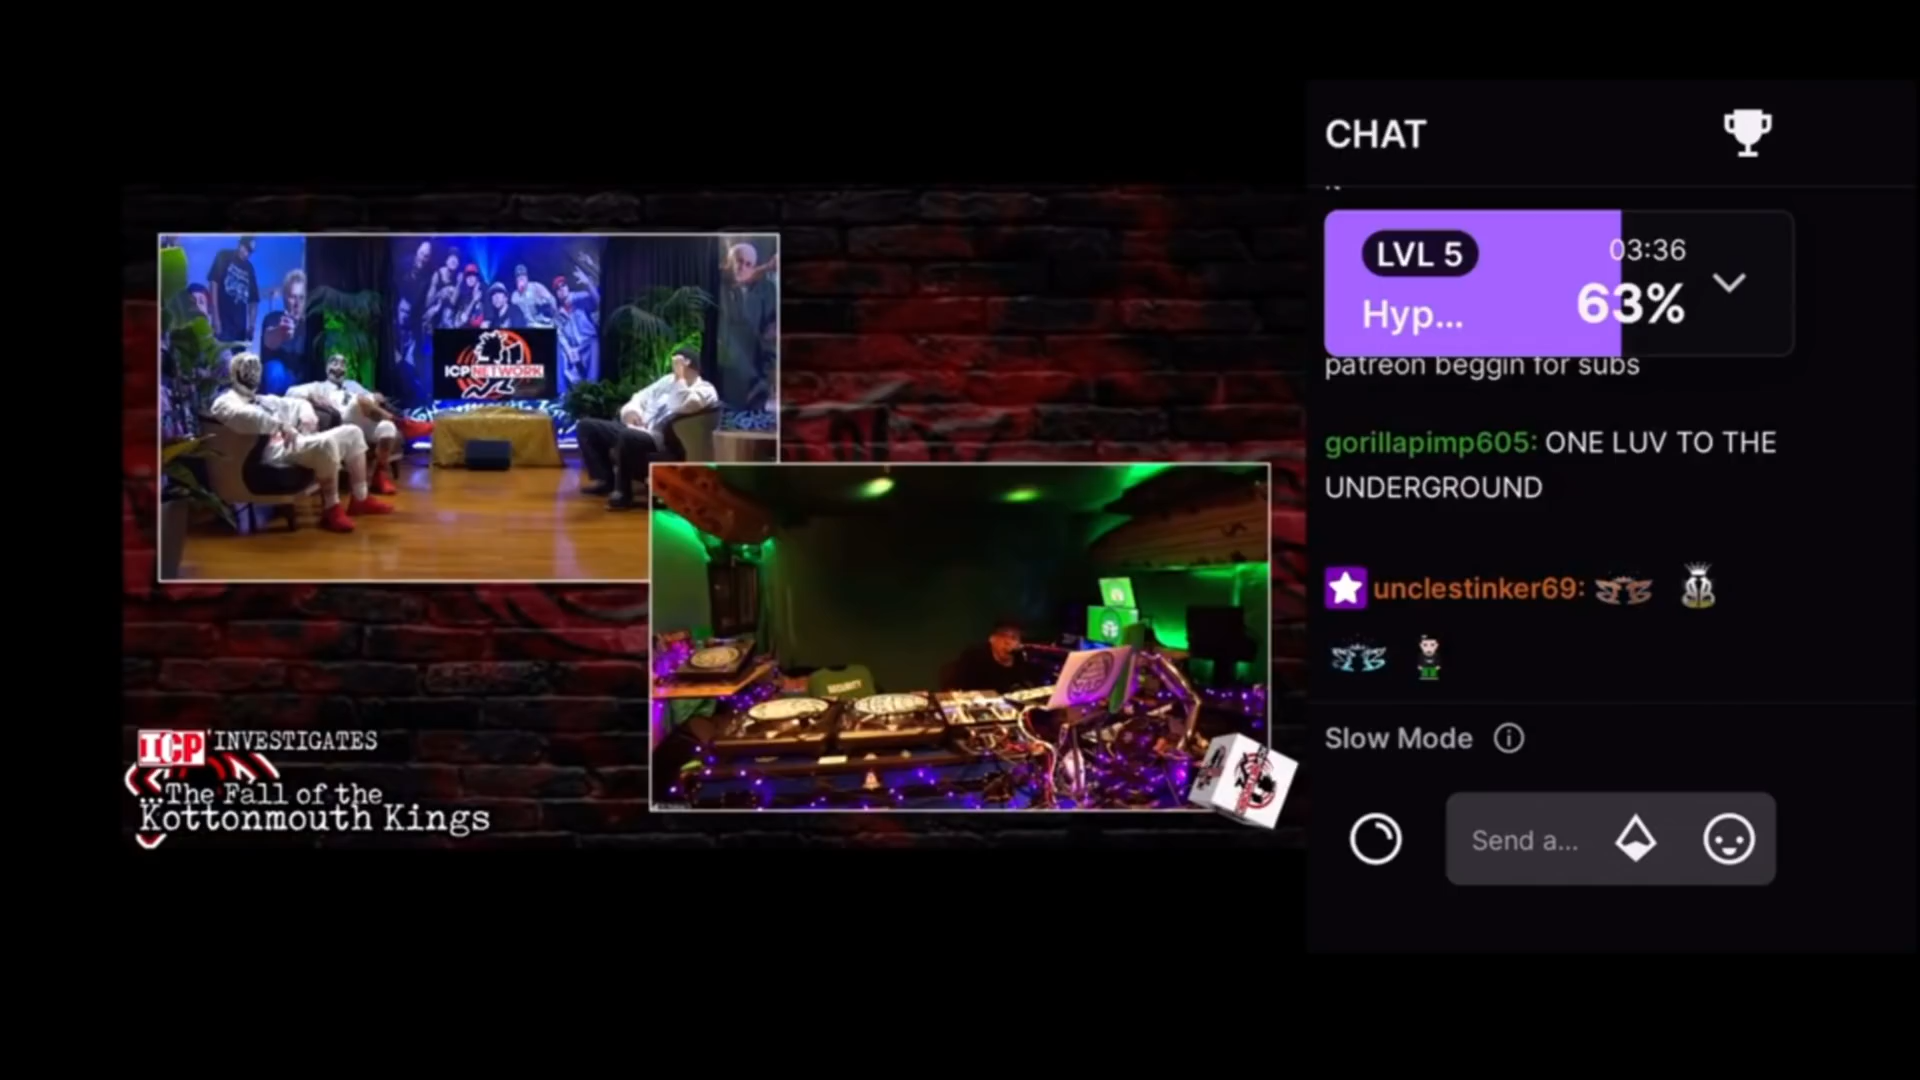 CHAT
LVL 5
03:36
Hyp...
63%
patreon beggin for subs
gorillapimp605: ONE LUV TO THE
UNDERGROUND
unclestinker69:
Slow Mode
Send a...
ICP NETWORK
SECURITY
ICP INVESTIGATES
...The Fall of the
Kottonmouth Kings